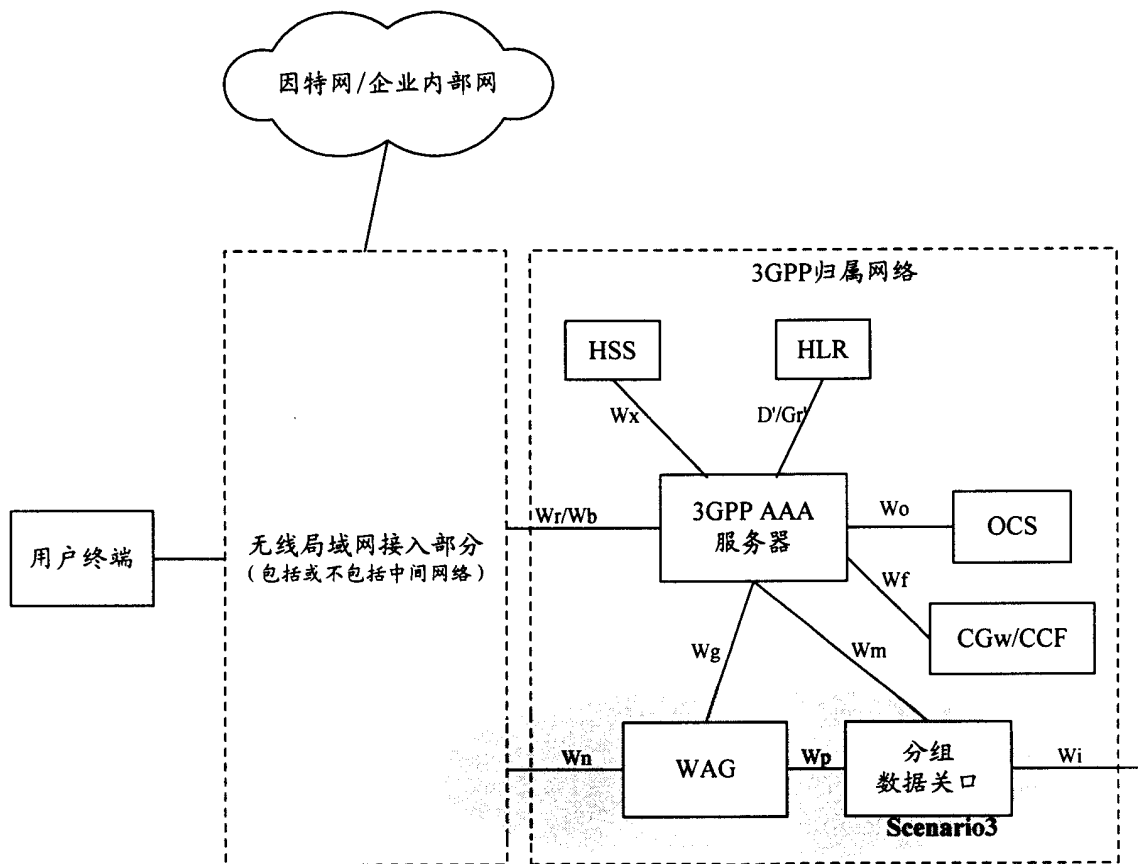 因特网/企业内部网
3GPP归属网络
HSS
HLR
Wx
D'/Gr'
用户终端
无线局域网接入部分
（包括或不包括中间网络）
Wr/Wb
3GPP AAA
服务器
Wo
OCS
Wf
CGw/CCF
Wg
Wm
Wn
WAG
Wp
分组
数据关口
Wi
Scenario3